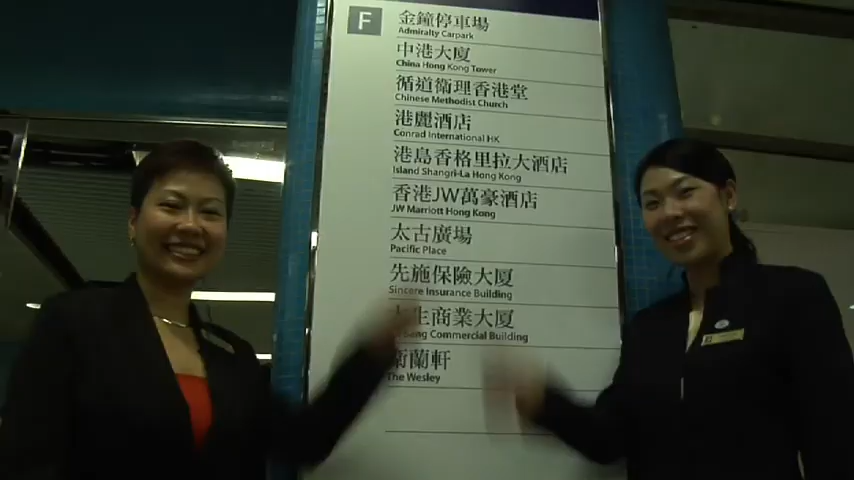 F
金鐘停車場
Admiralty Carpark
中港大廈
China Hong Kong Tower
循道衛理香港堂
Chinese Methodist Church
港麗酒店
Conrad International HK
港島香格里拉大酒店
Island Shangri-La Hong Kong
香港JW萬豪酒店
JW Marriott Hong Kong
太古廣場
Pacific Place
先施保險大廈
Sincere Insurance Building
生商業大廈
Commercial Building
衛蘭軒
The Wesley